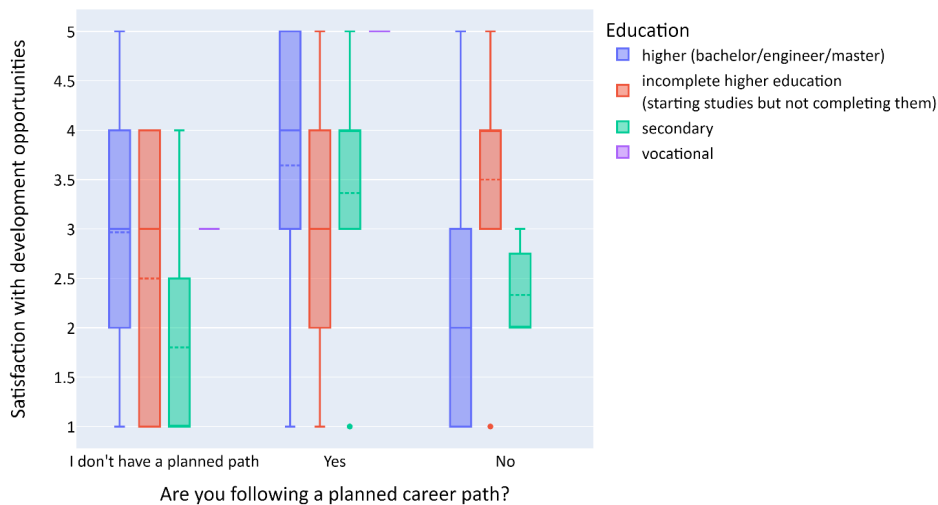 Satisfaction with development opportunities
5
4.5
4
3.5
3
2.5
2
1.5
1
I don't have a planned path
Yes
No
Are you following a planned career path?
Education
higher (bachelor/engineer/master)
incomplete higher education
(starting studies but not completing them)
secondary
vocational